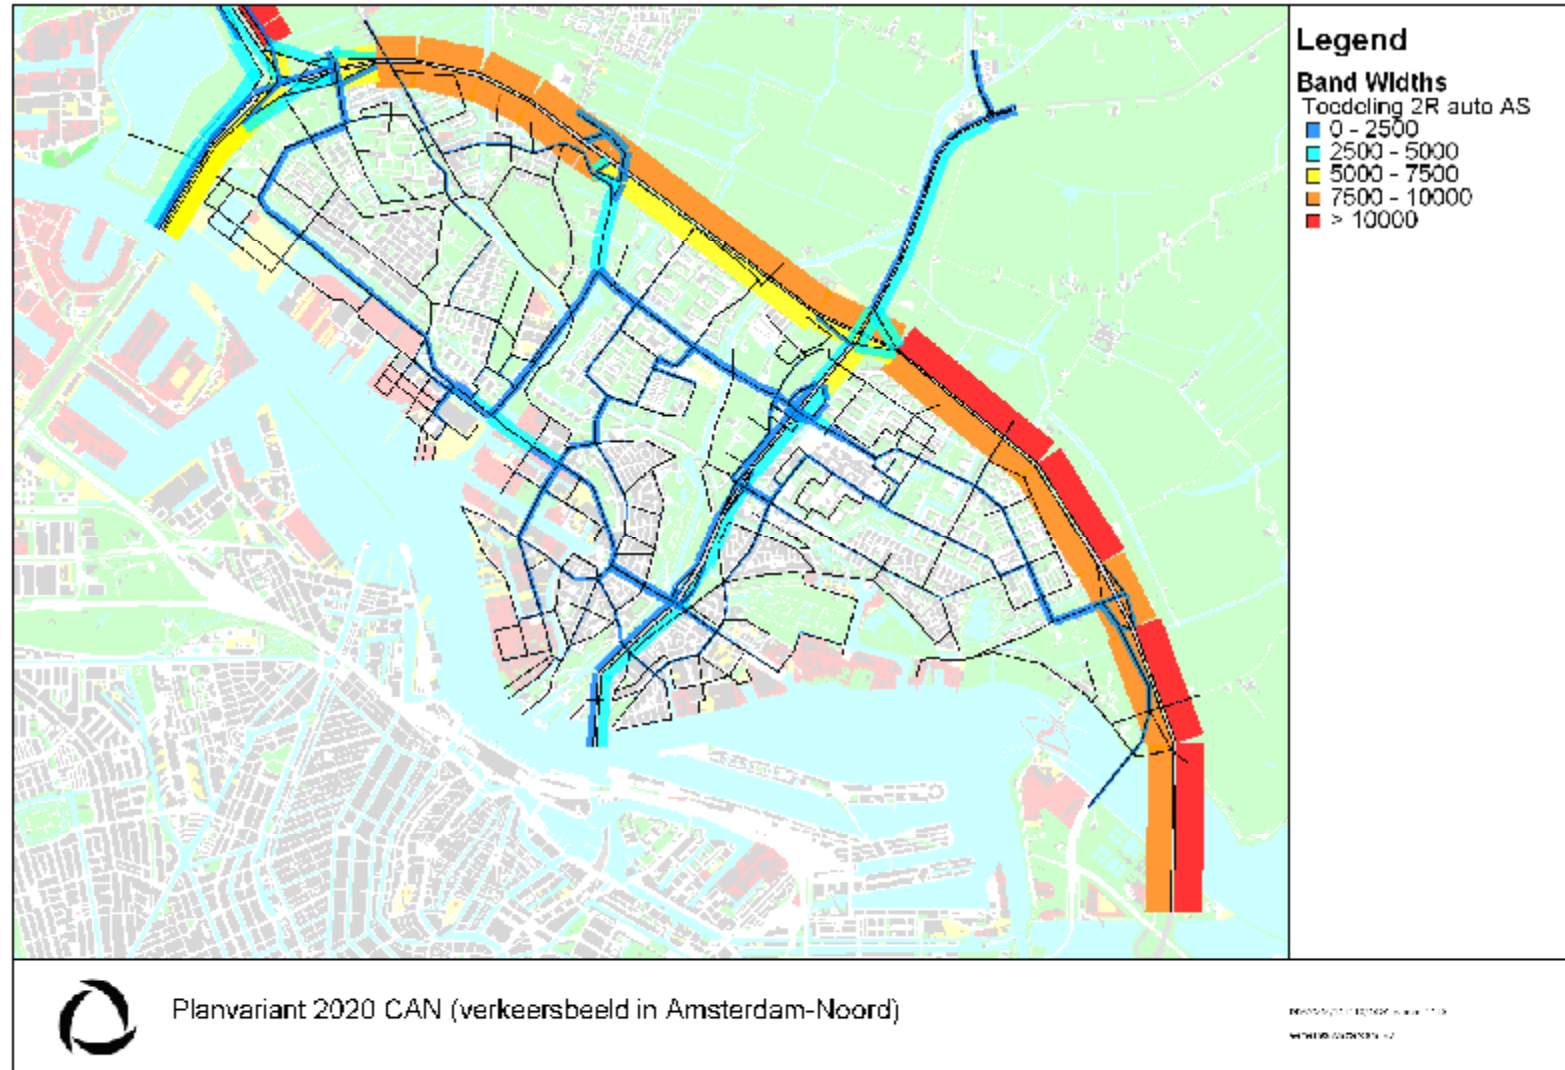 Legend
Band Widths
Toedeling 2R auto AS
0 - 2500
2500 - 5000
5000 - 7500
7500 - 10000
> 10000
Planvariant 2020 CAN (verkeersbeeld in Amsterdam-Noord)